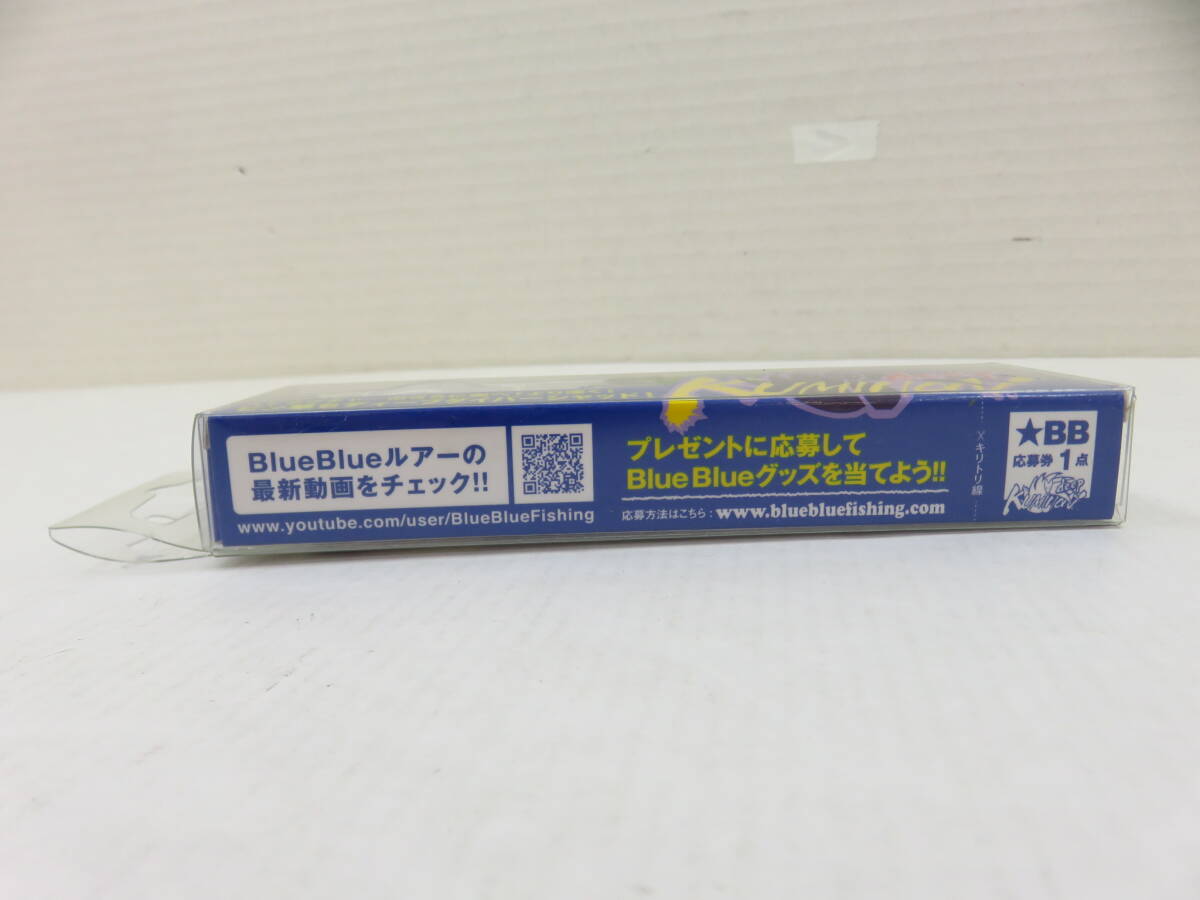 BlueBlueルアーの
最新動画をチェック!!
www.youtube.com/user/BlueBlueFishing
プレゼントに応募して
BlueBlueグッズを当てよう!!
応募方法はこちら：www.bluebluefishing.com
キリトリ線
★BB
応募券 1点